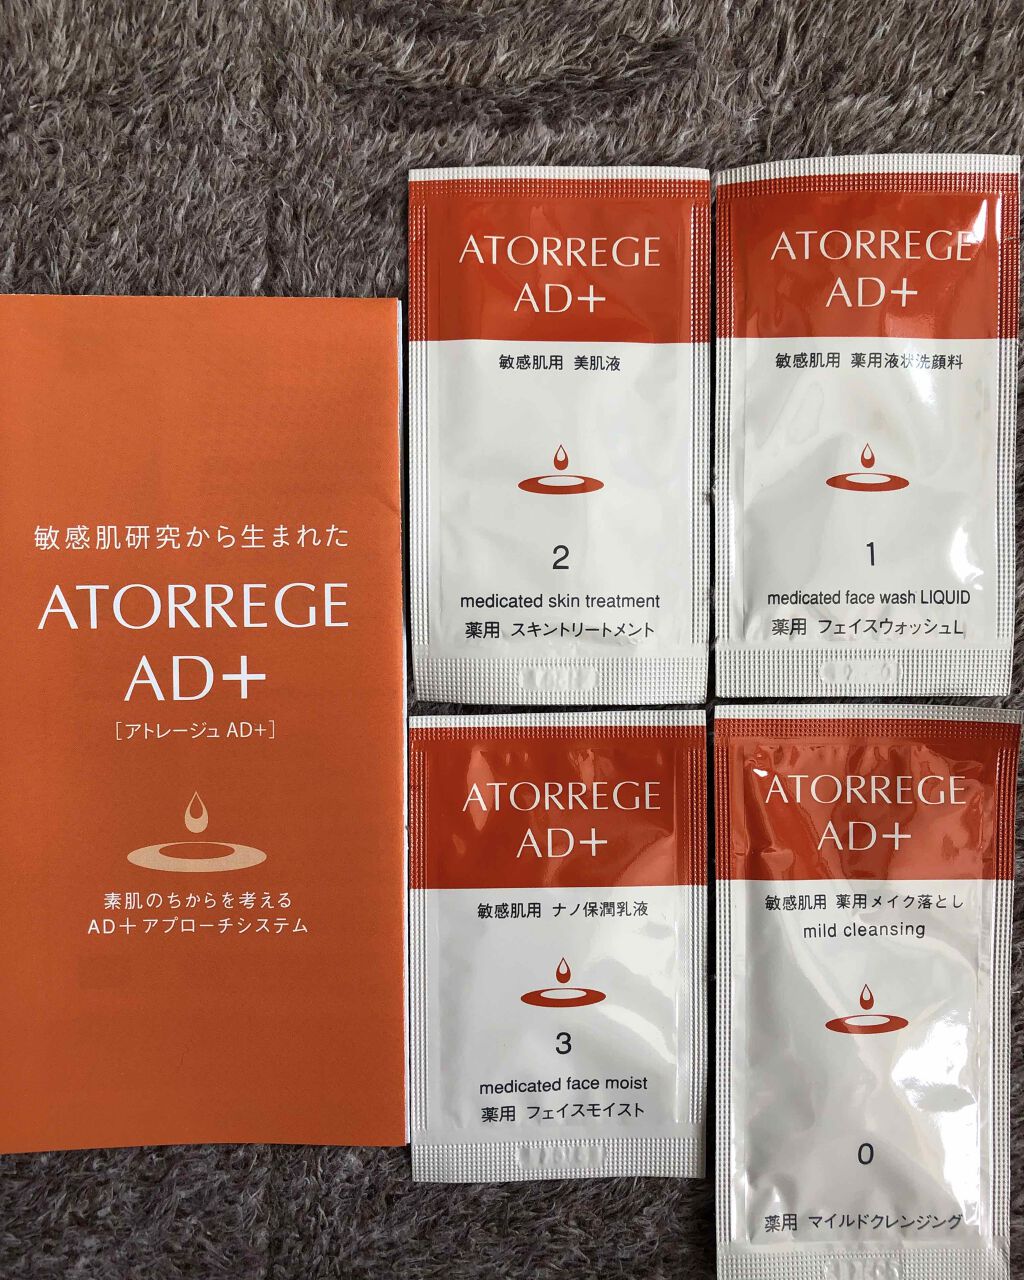 敏感肌研究から生まれた
ATORREGE
AD+
[アトレージュ AD+]
素肌のちからを考える
AD+ アプローチシステム
ATORREGE
AD+
敏感肌用 美肌液
2
medicated skin treatment
薬用 スキントリートメント
ATORREGE
AD+
敏感肌用 薬用液状洗顔料
1
medicated face wash LIQUID
薬用 フェイスウォッシュL
ATORREGE
AD+
敏感肌用 ナノ保潤乳液
3
medicated face moist
薬用 フェイスモイスト
ATORREGE
AD+
敏感肌用 薬用メイク落とし
mild cleansing
0
薬用 マイルドクレンジング